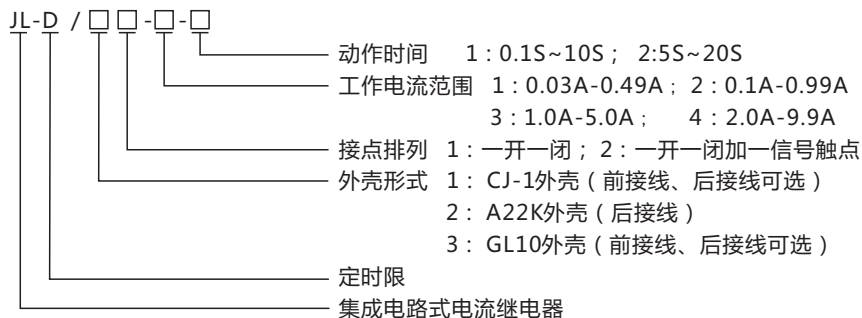 JL-D / □ □ -□-□
动作时间 1：0.1S~10S； 2:5S~20S
工作电流范围 1：0.03A-0.49A； 2：0.1A-0.99A
3：1.0A-5.0A； 4：2.0A-9.9A
接点排列 1：一开一闭；2：一开一闭加一信号触点
外壳形式 1： CJ-1外壳（前接线、后接线可选）
2： A22K外壳（后接线）
3： GL10外壳（前接线、后接线可选）
定时限
集成电路式电流继电器